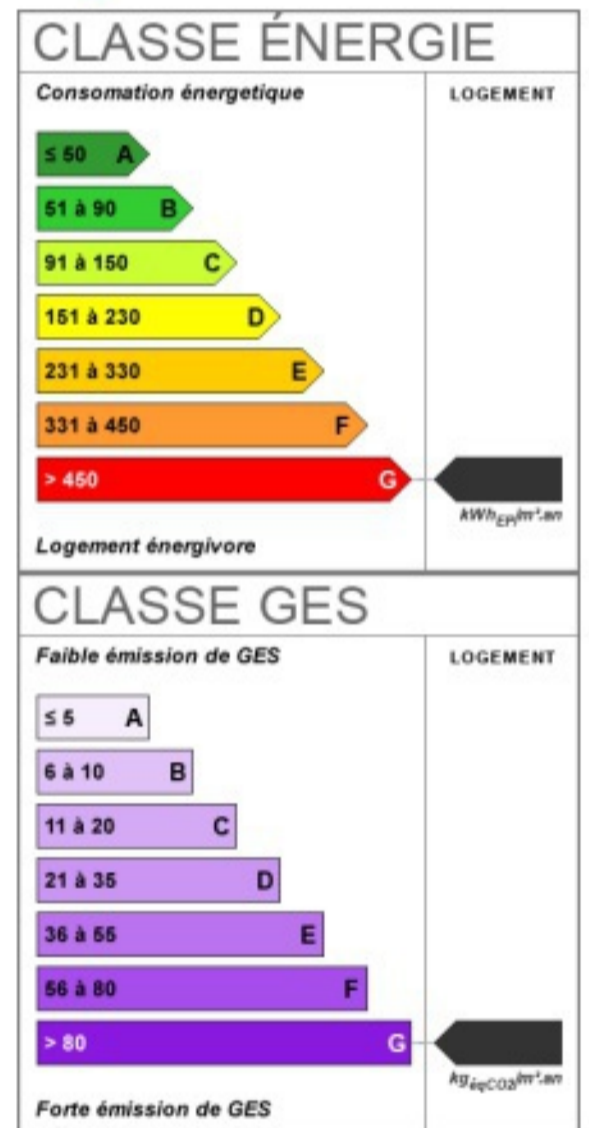 CLASSE ÉNERGIE
Consomation énergetique
LOGEMENT
≤ 50 A
51 à 90 B
91 à 150 C
151 à 230 D
231 à 330 E
331 à 450 F
> 450 G
kWhEP/m².an
Logement énergivore
CLASSE GES
Faible émission de GES
LOGEMENT
≤ 5 A
6 à 10 B
11 à 20 C
21 à 35 D
36 à 55 E
56 à 80 F
> 80 G
kgéqCO2/m².an
Forte émission de GES